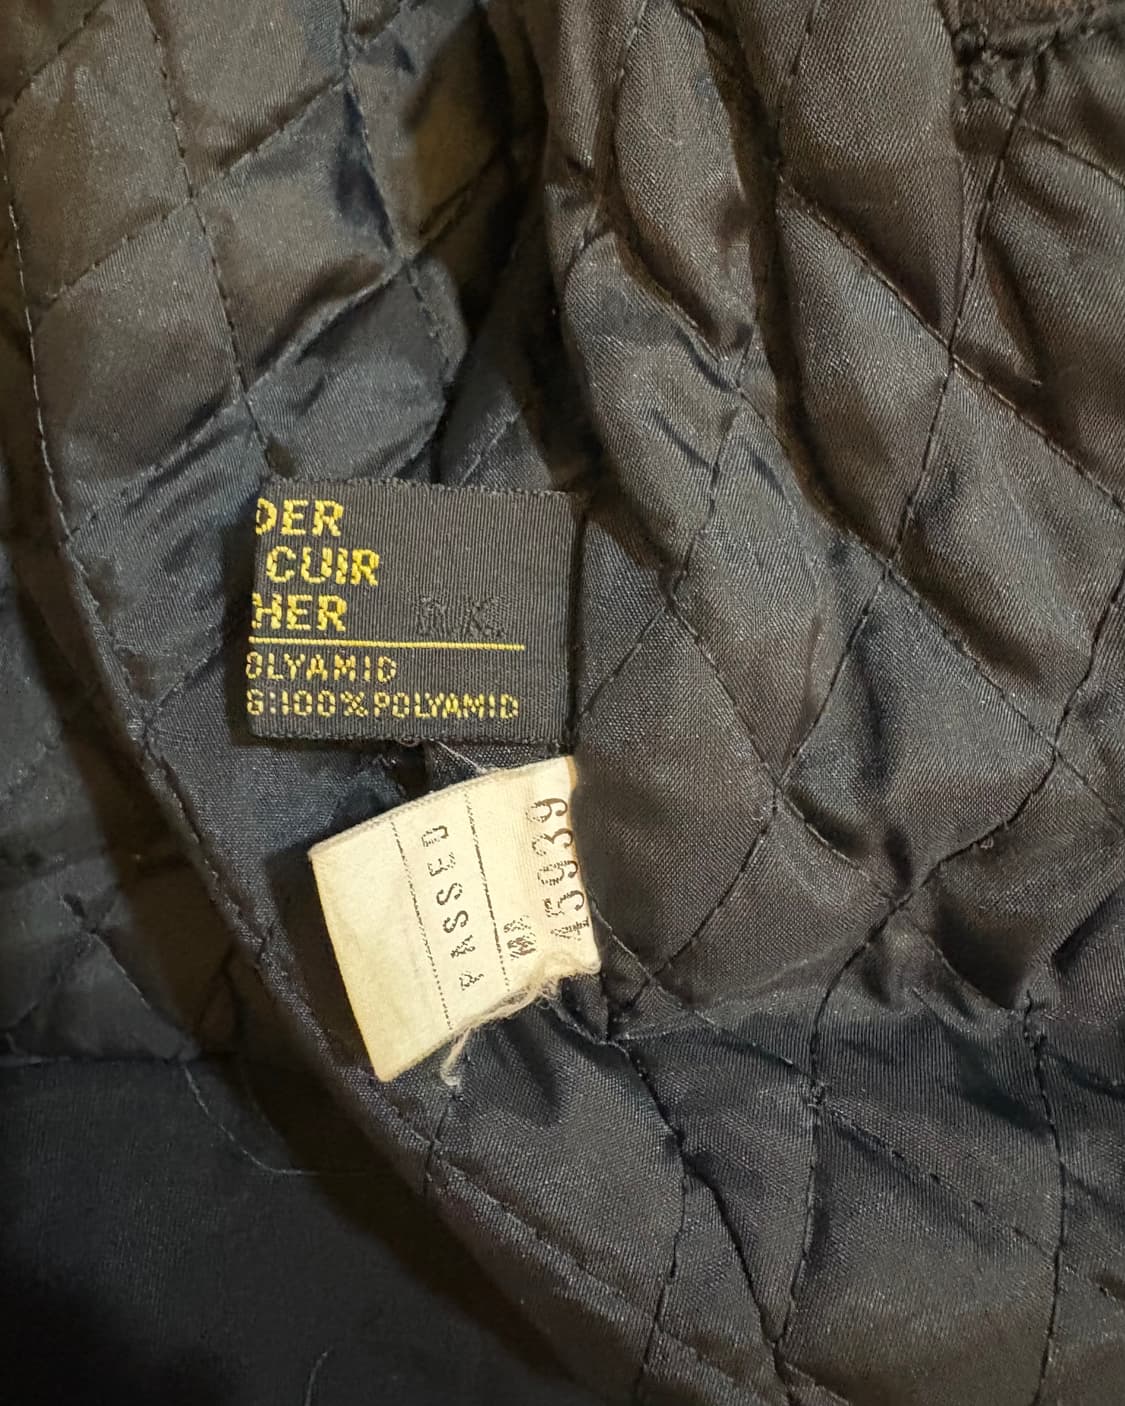 DER
CUIR
HER
R.K.
OLYAMID
G:100%POLYAMID
PASSED
45939